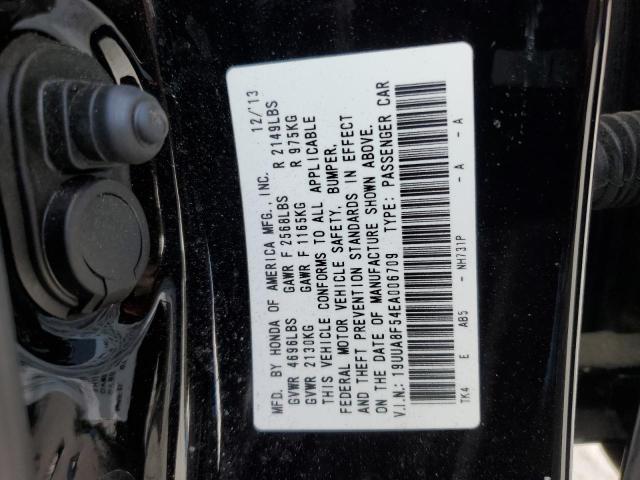 MFD. BY HONDA OF AMERICA MFG., INC. 12/'13
GVWR 4696LBS GAWR F 2568LBS R 2149LBS
GVWR 2130KG GAWR F 1165KG R 975KG
THIS VEHICLE CONFORMS TO ALL APPLICABLE
FEDERAL MOTOR VEHICLE SAFETY, BUMPER,
AND THEFT PREVENTION STANDARDS IN EFFECT
ON THE DATE OF MANUFACTURE SHOWN ABOVE.
V.I.N.: 19UUA8F54EA006709 TYPE: PASSENGER CAR
TK4 E AB5 - NH731P - A - A